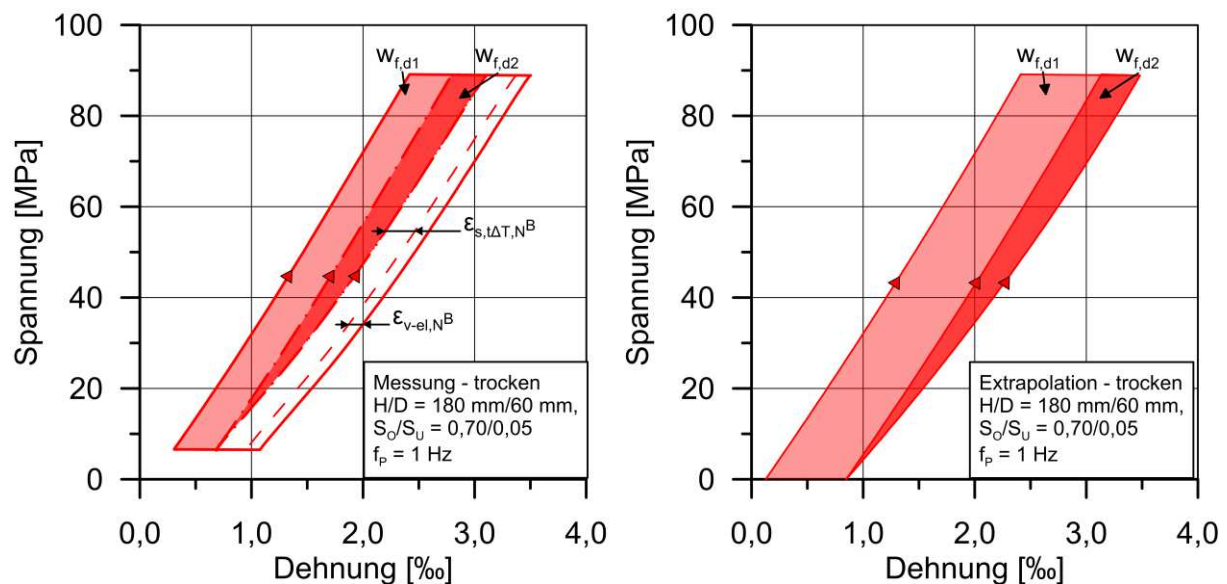 Spannung [MPa]
100
80
60
40
20
0
w_f,d1 w_f,d2
ε_s,tΔT,N^B
ε_v-el,N^B
Messung - trocken
H/D = 180 mm/60 mm,
S_O/S_U = 0,70/0,05
f_P = 1 Hz
0,0 1,0 2,0 3,0 4,0
Dehnung [‰]
Spannung [MPa]
100
80
60
40
20
0
w_f,d1 w_f,d2
Extrapolation - trocken
H/D = 180 mm/60 mm,
S_O/S_U = 0,70/0,05
f_P = 1 Hz
0,0 1,0 2,0 3,0 4,0
Dehnung [‰]